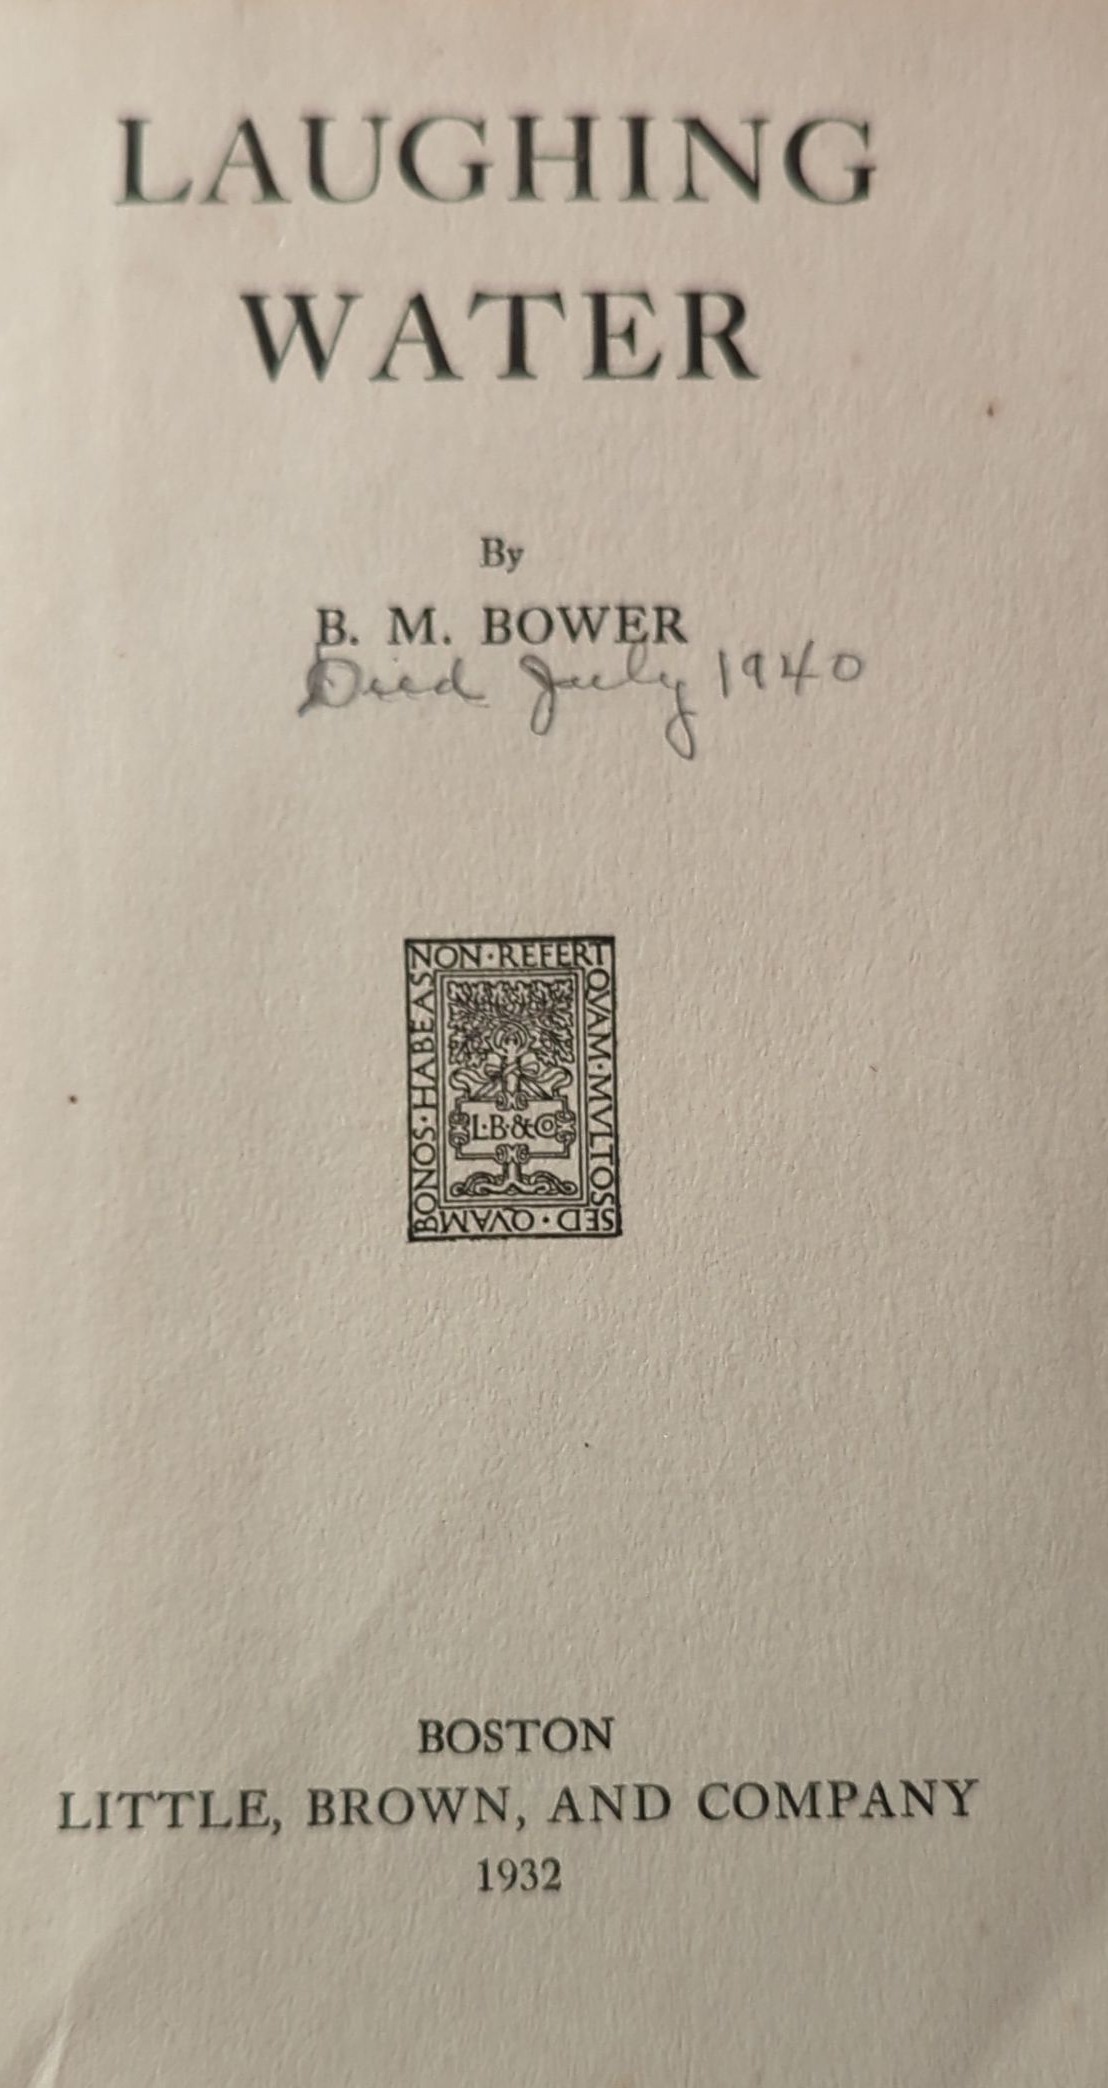 LAUGHING
WATER
By
B. M. BOWER
Died July 1940
NON·REFERT
QVAM·MVLTOS
SED·QVAM
BONOS·HABEAS
L·B·&Co
BOSTON
LITTLE, BROWN, AND COMPANY
1932